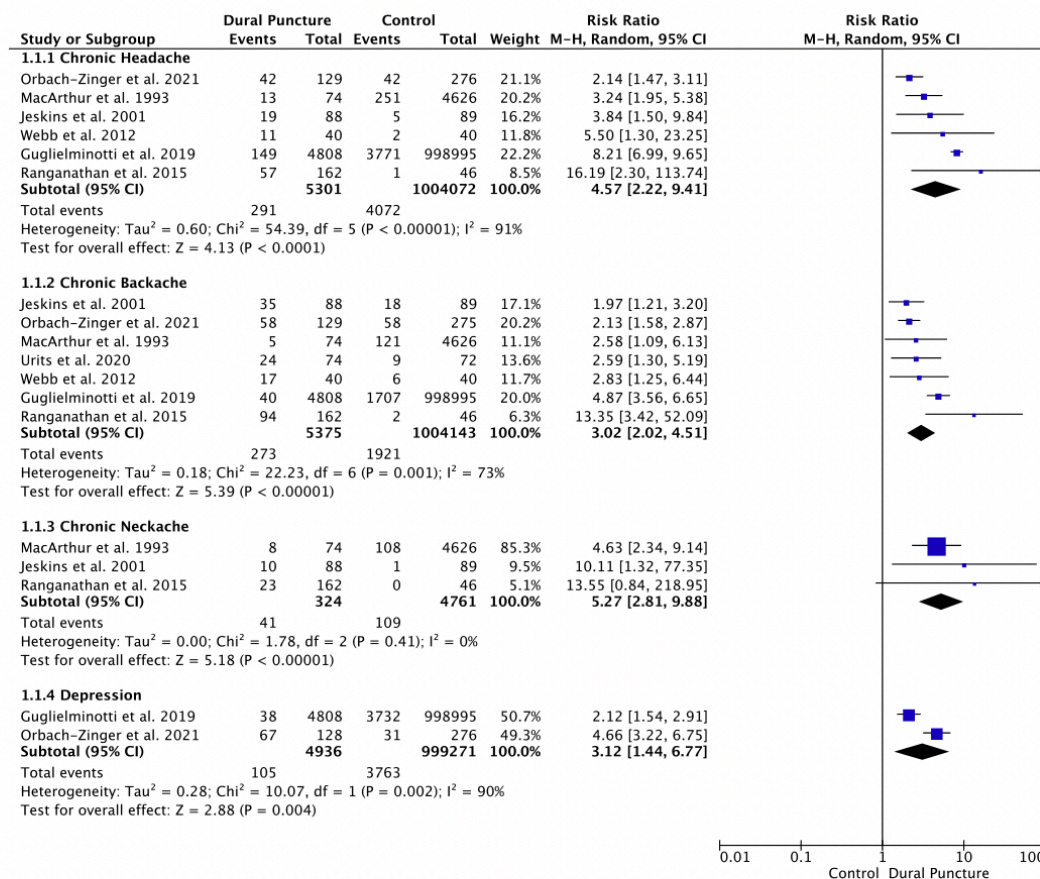 Dural Puncture Control Risk Ratio Risk Ratio
Study or Subgroup Events Total Events Total Weight M-H, Random, 95% CI M-H, Random, 95% CI
1.1.1 Chronic Headache
Orbach-Zinger et al. 2021 42 129 42 276 21.1% 2.14 [1.47, 3.11]
MacArthur et al. 1993 13 74 251 4626 20.2% 3.24 [1.95, 5.38]
Jeskins et al. 2001 19 88 5 89 16.2% 3.84 [1.50, 9.84]
Webb et al. 2012 11 40 2 40 11.8% 5.50 [1.30, 23.25]
Guglielminotti et al. 2019 149 4808 3771 998995 22.2% 8.21 [6.99, 9.65]
Ranganathan et al. 2015 57 162 1 46 8.5% 16.19 [2.30, 113.74]
Subtotal (95% CI) 5301 1004072 100.0% 4.57 [2.22, 9.41]
Total events 291 4072
Heterogeneity: Tau² = 0.60; Chi² = 54.39, df = 5 (P < 0.00001); I² = 91%
Test for overall effect: Z = 4.13 (P < 0.0001)
1.1.2 Chronic Backache
Jeskins et al. 2001 35 88 18 89 17.1% 1.97 [1.21, 3.20]
Orbach-Zinger et al. 2021 58 129 58 275 20.2% 2.13 [1.58, 2.87]
MacArthur et al. 1993 5 74 121 4626 11.1% 2.58 [1.09, 6.13]
Urits et al. 2020 24 74 9 72 13.6% 2.59 [1.30, 5.19]
Webb et al. 2012 17 40 6 40 11.7% 2.83 [1.25, 6.44]
Guglielminotti et al. 2019 40 4808 1707 998995 20.0% 4.87 [3.56, 6.65]
Ranganathan et al. 2015 94 162 2 46 6.3% 13.35 [3.42, 52.09]
Subtotal (95% CI) 5375 1004143 100.0% 3.02 [2.02, 4.51]
Total events 273 1921
Heterogeneity: Tau² = 0.18; Chi² = 22.23, df = 6 (P = 0.001); I² = 73%
Test for overall effect: Z = 5.39 (P < 0.00001)
1.1.3 Chronic Neckache
MacArthur et al. 1993 8 74 108 4626 85.3% 4.63 [2.34, 9.14]
Jeskins et al. 2001 10 88 1 89 9.5% 10.11 [1.32, 77.35]
Ranganathan et al. 2015 23 162 0 46 5.1% 13.55 [0.84, 218.95]
Subtotal (95% CI) 324 4761 100.0% 5.27 [2.81, 9.88]
Total events 41 109
Heterogeneity: Tau² = 0.00; Chi² = 1.78, df = 2 (P = 0.41); I² = 0%
Test for overall effect: Z = 5.18 (P < 0.00001)
1.1.4 Depression
Guglielminotti et al. 2019 38 4808 3732 998995 50.7% 2.12 [1.54, 2.91]
Orbach-Zinger et al. 2021 67 128 31 276 49.3% 4.66 [3.22, 6.75]
Subtotal (95% CI) 4936 999271 100.0% 3.12 [1.44, 6.77]
Total events 105 3763
Heterogeneity: Tau² = 0.28; Chi² = 10.07, df = 1 (P = 0.002); I² = 90%
Test for overall effect: Z = 2.88 (P = 0.004)
0.01 0.1 1 10 100
Control Dural Puncture